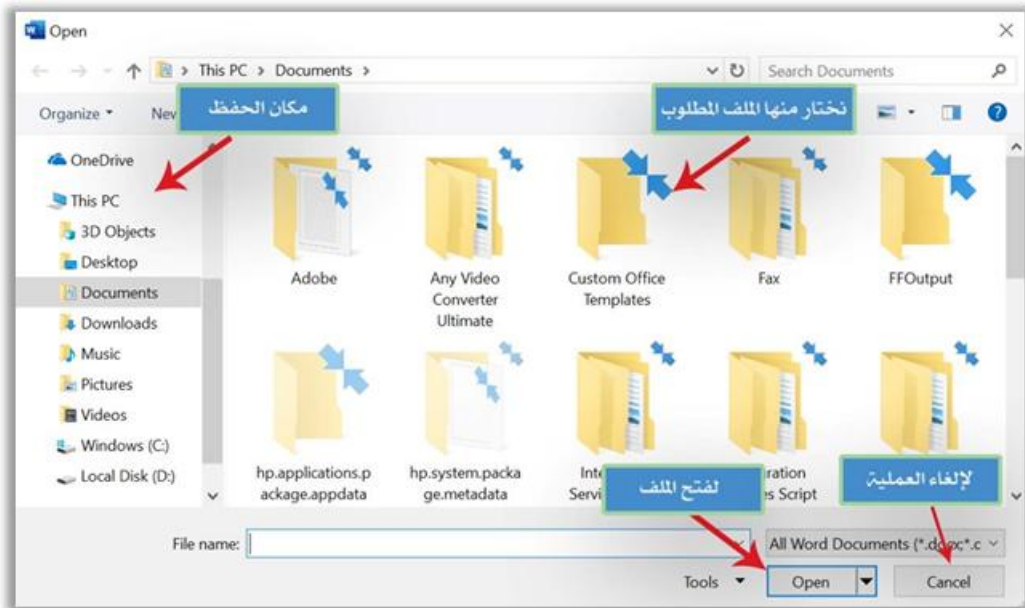 Open
This PC > Documents >
Search Documents
Organize
New
مكان الحفظ
نختار منها الملف المطلوب
OneDrive
This PC
3D Objects
Desktop
Documents
Downloads
Music
Pictures
Videos
Windows (C:)
Local Disk (D:)
Adobe
Any Video
Converter
Ultimate
Custom Office
Templates
Fax
FFOutput
hp.applications.p
ackage.appdata
hp.system.packa
ge.metadata
لفتح الملف
لإلغاء العملية
File name:
All Word Documents (*.docx;*.c
Tools
Open
Cancel